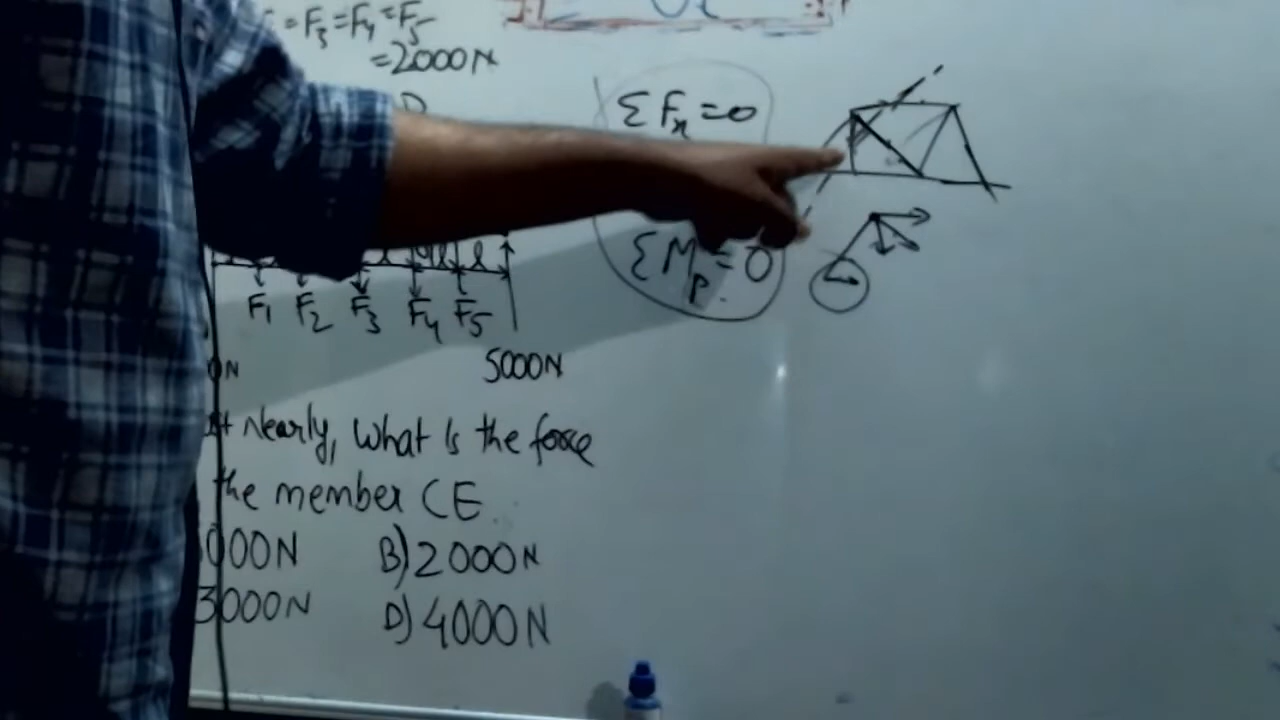 =F₃=F₄=F₅
=2000N
ΣFₓ=0
ΣMₚ=0
F₁ F₂ F₃ F₄ F₅
5000N
Nearly, What Is the force
the member CE
000N B) 2000N
3000N D) 4000N